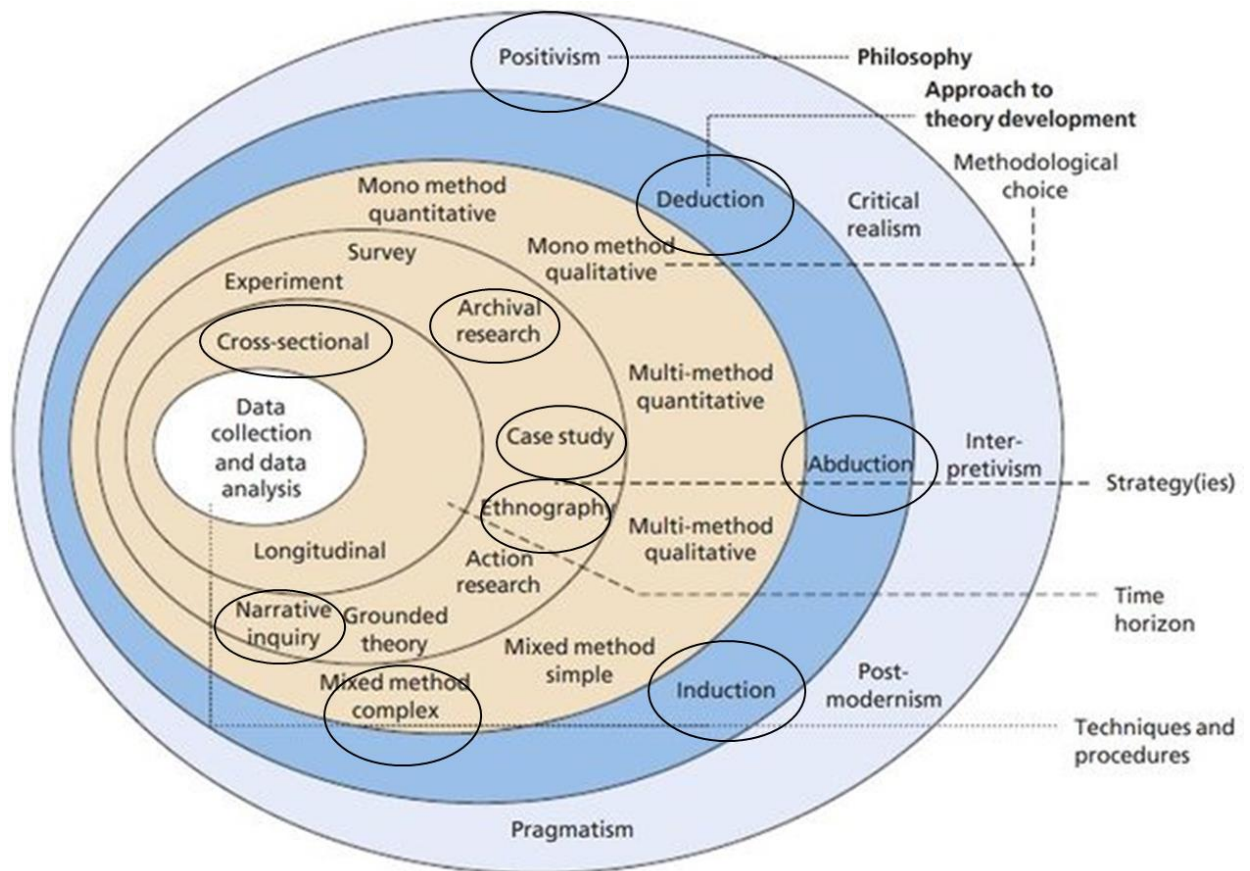 Positivism
Philosophy
Approach to
theory development
Methodological
choice
Mono method
quantitative
Deduction
Critical
realism
Survey
Mono method
qualitative
Experiment
Archival
research
Cross-sectional
Multi-method
quantitative
Data
collection
and data
analysis
Case study
Abduction
Inter-
pretivism
Strategy(ies)
Ethnography
Multi-method
qualitative
Longitudinal
Action
research
Time
horizon
Narrative
inquiry
Grounded
theory
Mixed method
simple
Mixed method
complex
Induction
Post-
modernism
Techniques and
procedures
Pragmatism